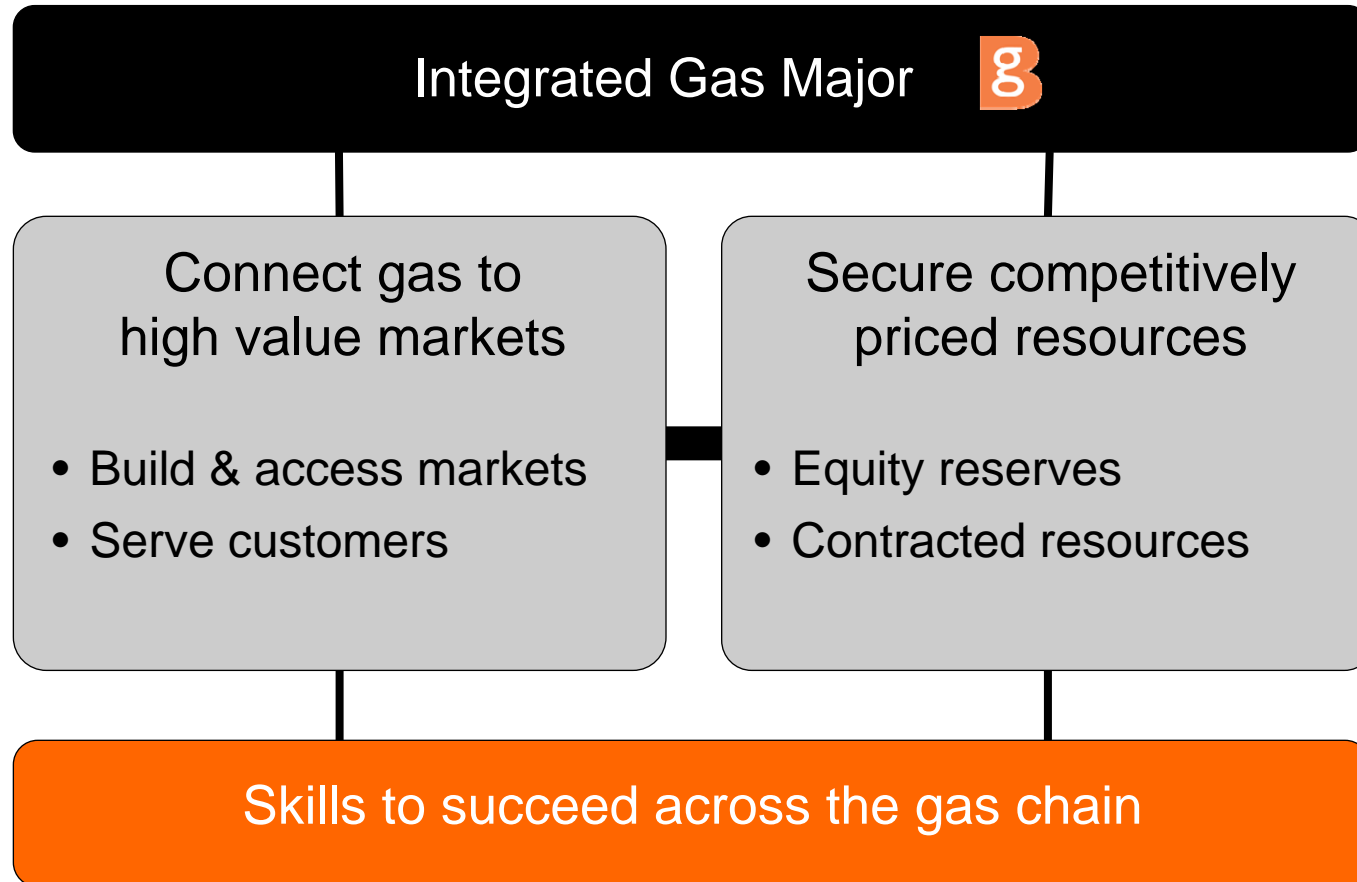 Integrated Gas Major
Bg
Connect gas to
high value markets
• Build & access markets
• Serve customers
Secure competitively
priced resources
• Equity reserves
• Contracted resources
Skills to succeed across the gas chain